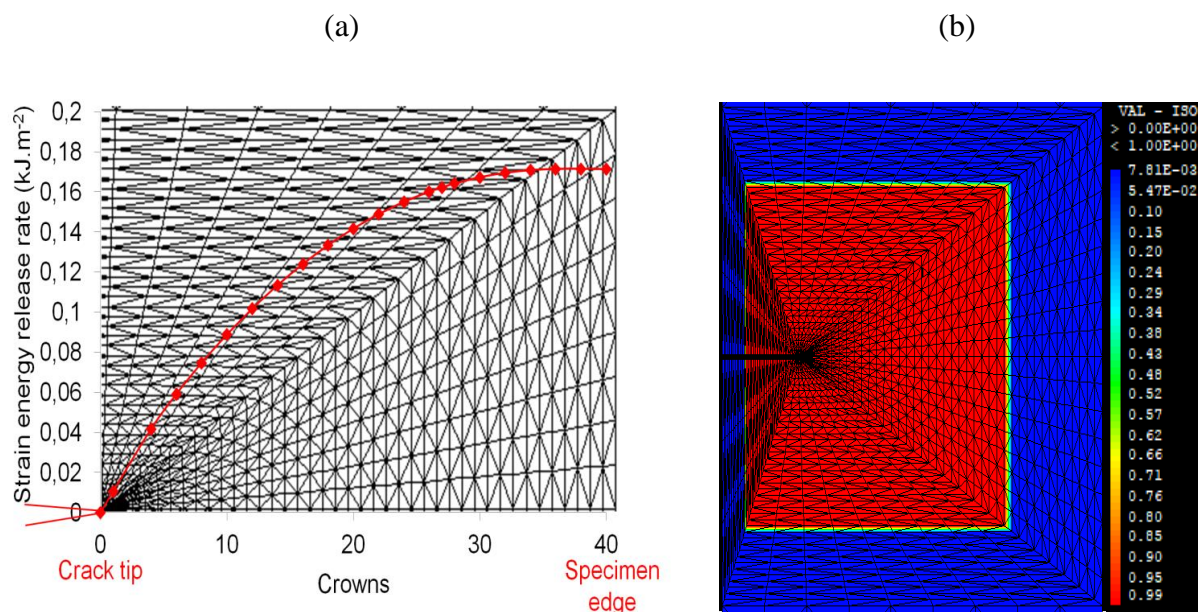 (a)
(b)
Strain energy release rate (kJ.m-2)
0,2
0,18
0,16
0,14
0,12
0,1
0,08
0,06
0,04
0,02
0
0 10 20 30 40
Crack tip
Crowns
Specimen
edge
VAL - ISO
> 0.00E+00
< 1.00E+00
7.81E-03
5.47E-02
0.10
0.15
0.20
0.24
0.29
0.34
0.38
0.43
0.48
0.52
0.57
0.62
0.66
0.71
0.76
0.80
0.85
0.90
0.95
0.99